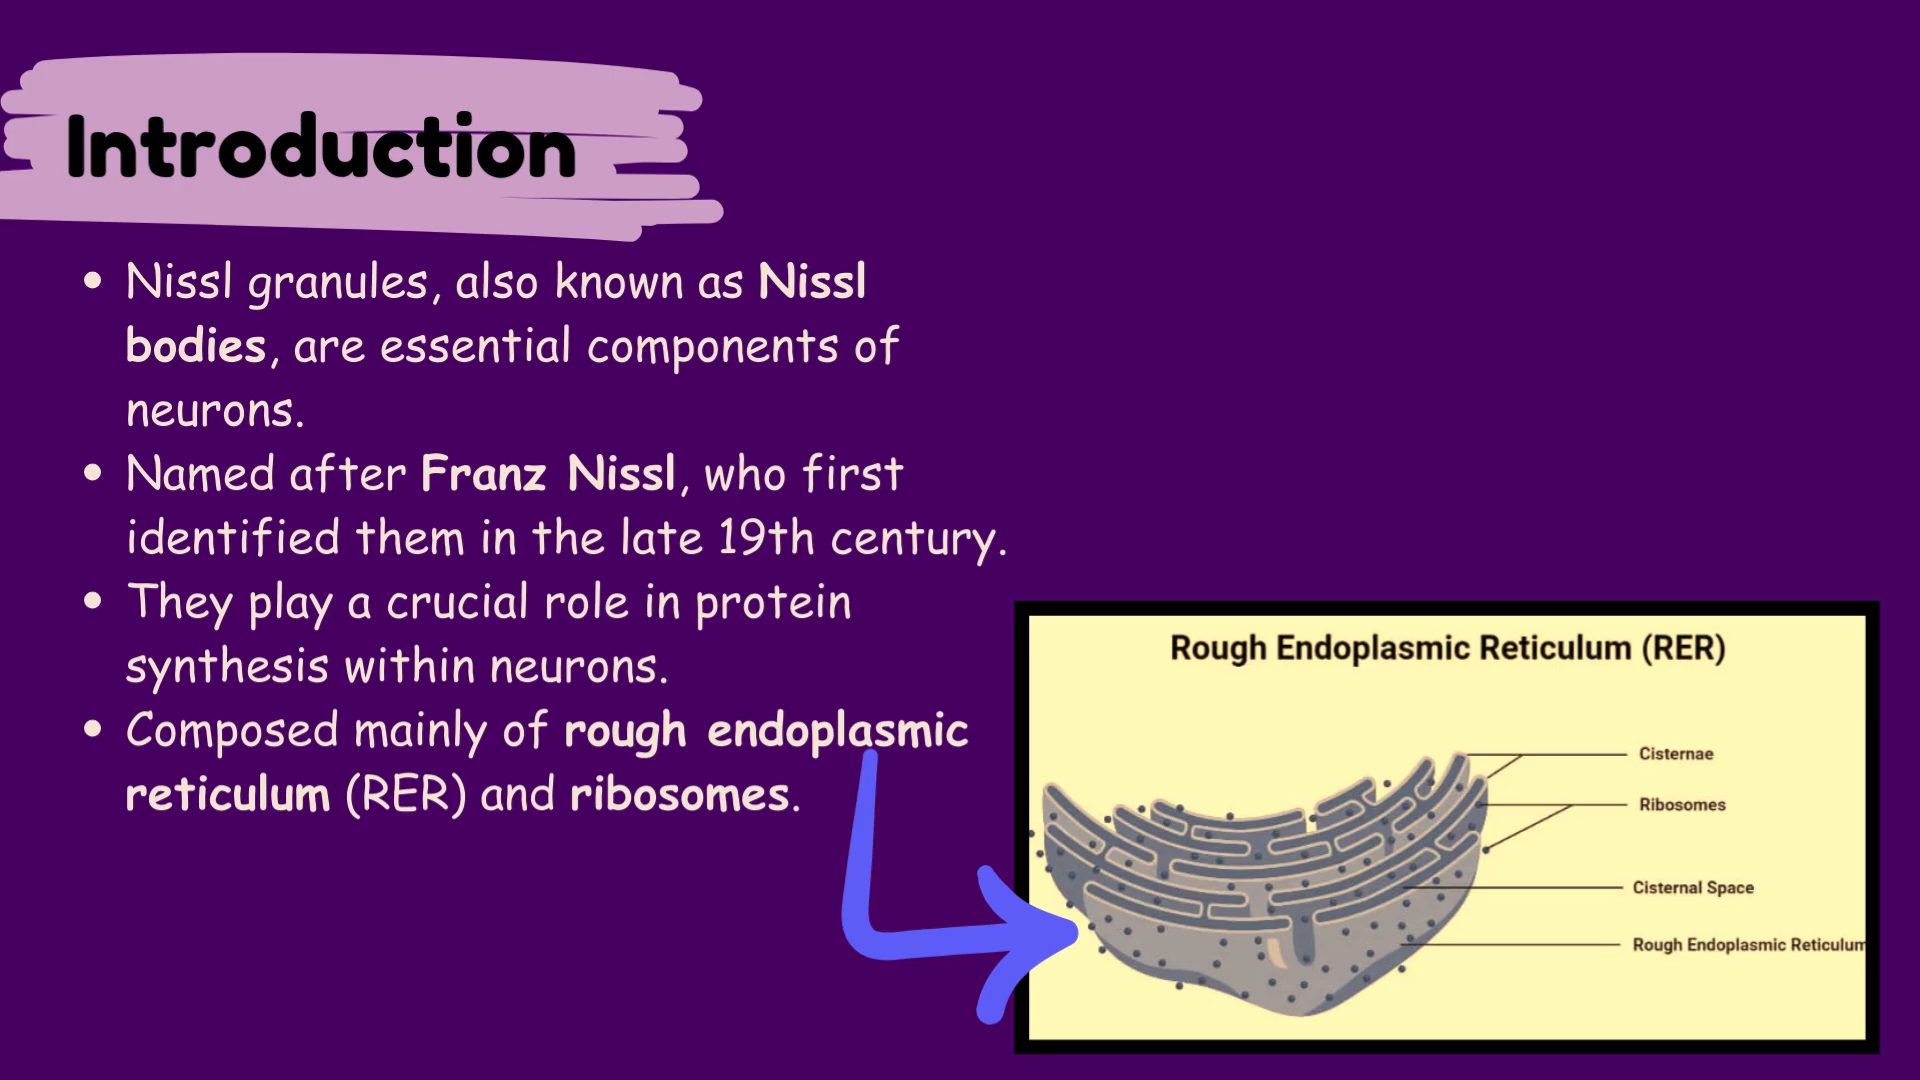 Introduction
• Nissl granules, also known as Nissl
bodies, are essential components of
neurons.
• Named after Franz Nissl, who first
identified them in the late 19th century.
• They play a crucial role in protein
synthesis within neurons.
• Composed mainly of rough endoplasmic
reticulum (RER) and ribosomes.
Rough Endoplasmic Reticulum (RER)
Cisternae
Ribosomes
Cisternal Space
Rough Endoplasmic Reticulum